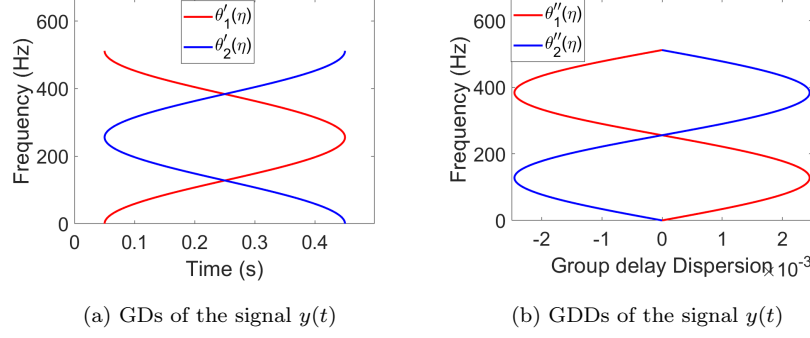 θ′₁(η)
θ′₂(η)
600
400
200
0
Frequency (Hz)
0
0.1
0.2
0.3
0.4
Time (s)
(a) GDs of the signal y(t)
θ″₁(η)
θ″₂(η)
600
400
200
0
Frequency (Hz)
-2
-1
0
1
2
×10⁻³
Group delay Dispersion
(b) GDDs of the signal y(t)